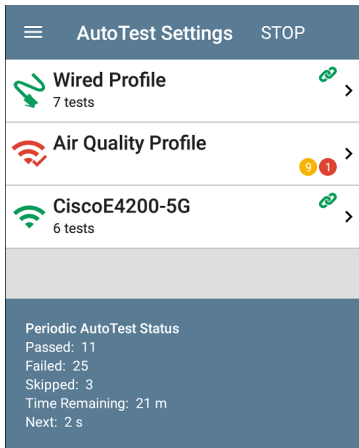 AutoTest Settings STOP
Wired Profile
7 tests
Air Quality Profile
9 1
CiscoE4200-5G
6 tests
Periodic AutoTest Status
Passed: 11
Failed: 25
Skipped: 3
Time Remaining: 21 m
Next: 2 s